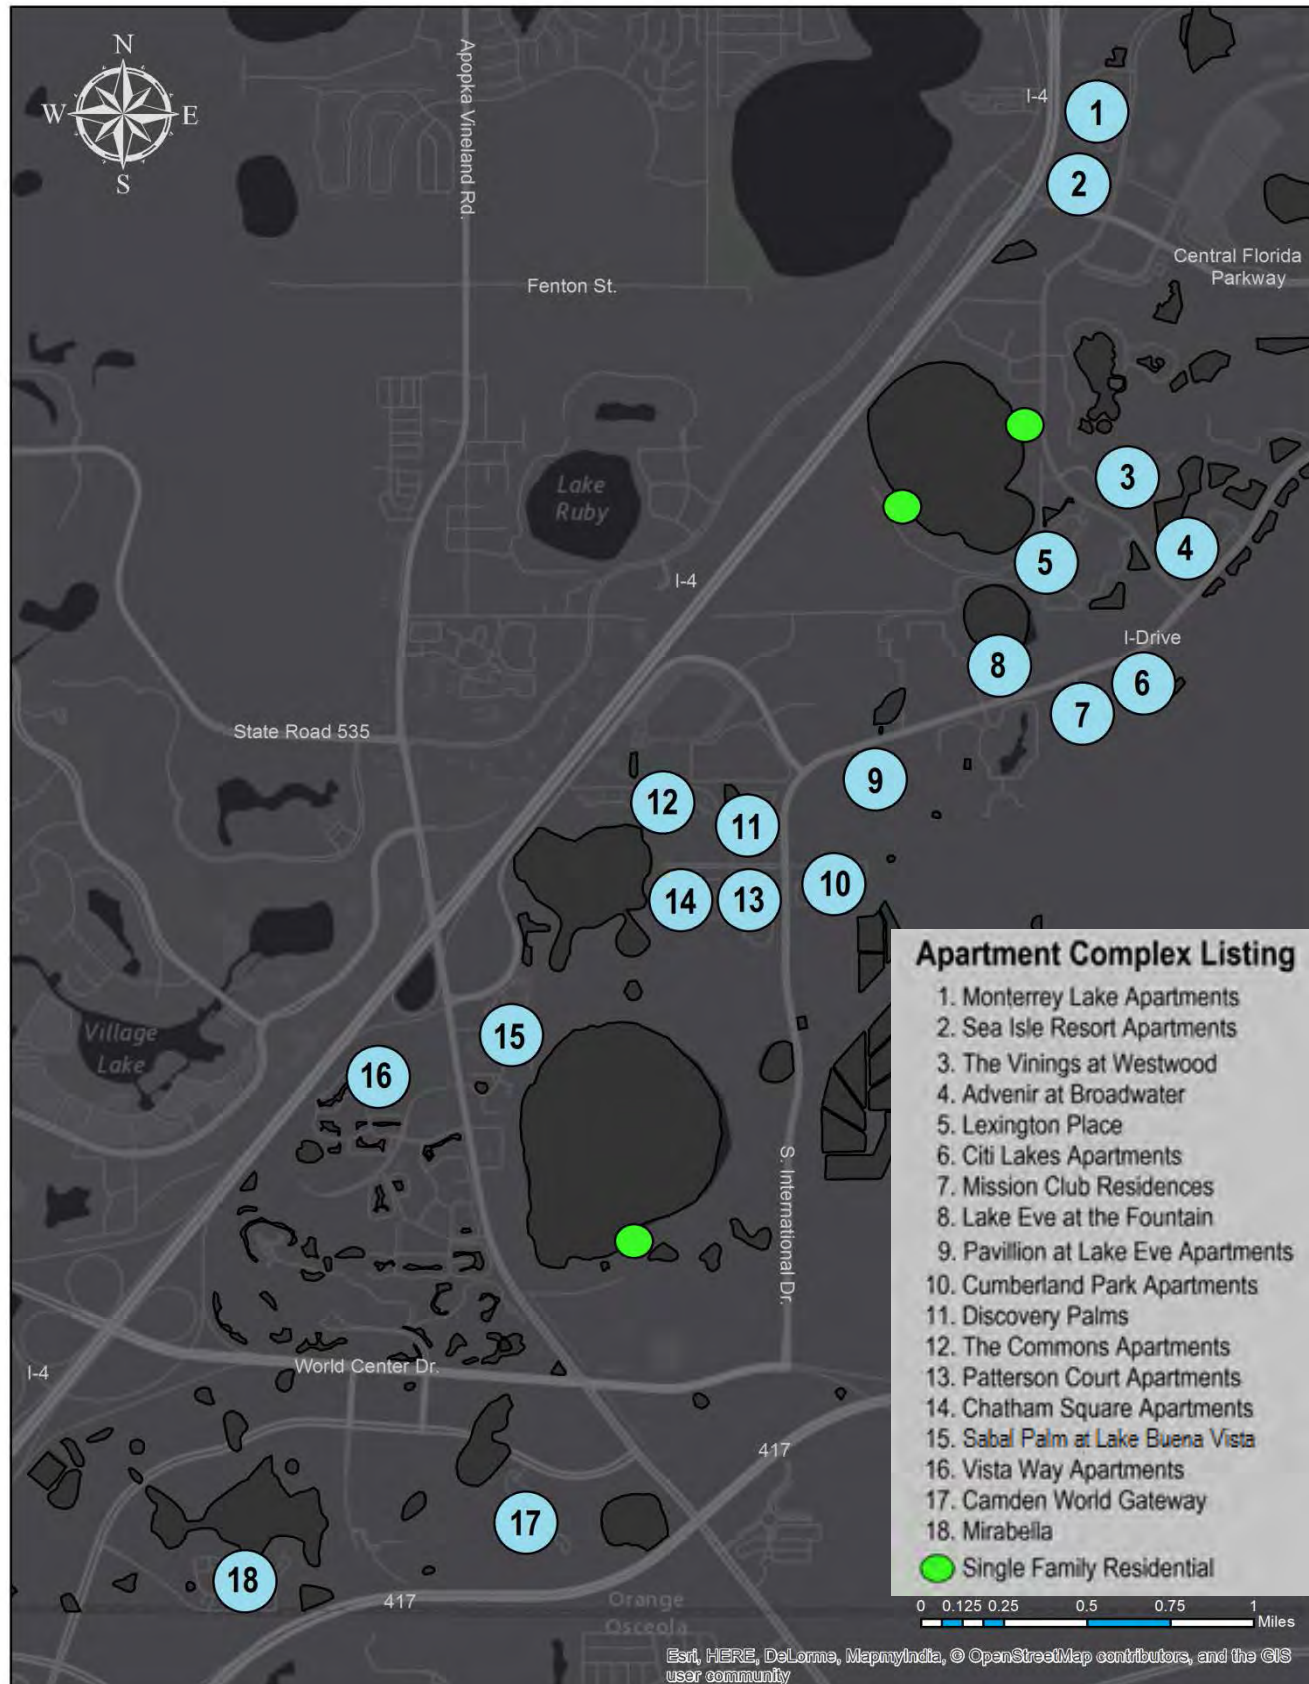 N
W E
S
Apopka Vineland Rd.
I-4
1
2
Central Florida
Parkway
Fenton St.
Lake
Ruby
3
4
5
I-4
I-Drive
8
6
7
State Road 535
9
12
11
14
13
10
Village
Lake
15
16
S. International Dr.
World Center Dr.
I-4
417
17
18
417
Orange
Osceola
Apartment Complex Listing
1. Monterrey Lake Apartments
2. Sea Isle Resort Apartments
3. The Vinings at Westwood
4. Advenir at Broadwater
5. Lexington Place
6. Citi Lakes Apartments
7. Mission Club Residences
8. Lake Eve at the Fountain
9. Pavillion at Lake Eve Apartments
10. Cumberland Park Apartments
11. Discovery Palms
12. The Commons Apartments
13. Patterson Court Apartments
14. Chatham Square Apartments
15. Sabal Palm at Lake Buena Vista
16. Vista Way Apartments
17. Camden World Gateway
18. Mirabella
Single Family Residential
0 0.125 0.25 0.5 0.75 1
Miles
Esri, HERE, DeLorme, MapmyIndia, © OpenStreetMap contributors, and the GIS
user community